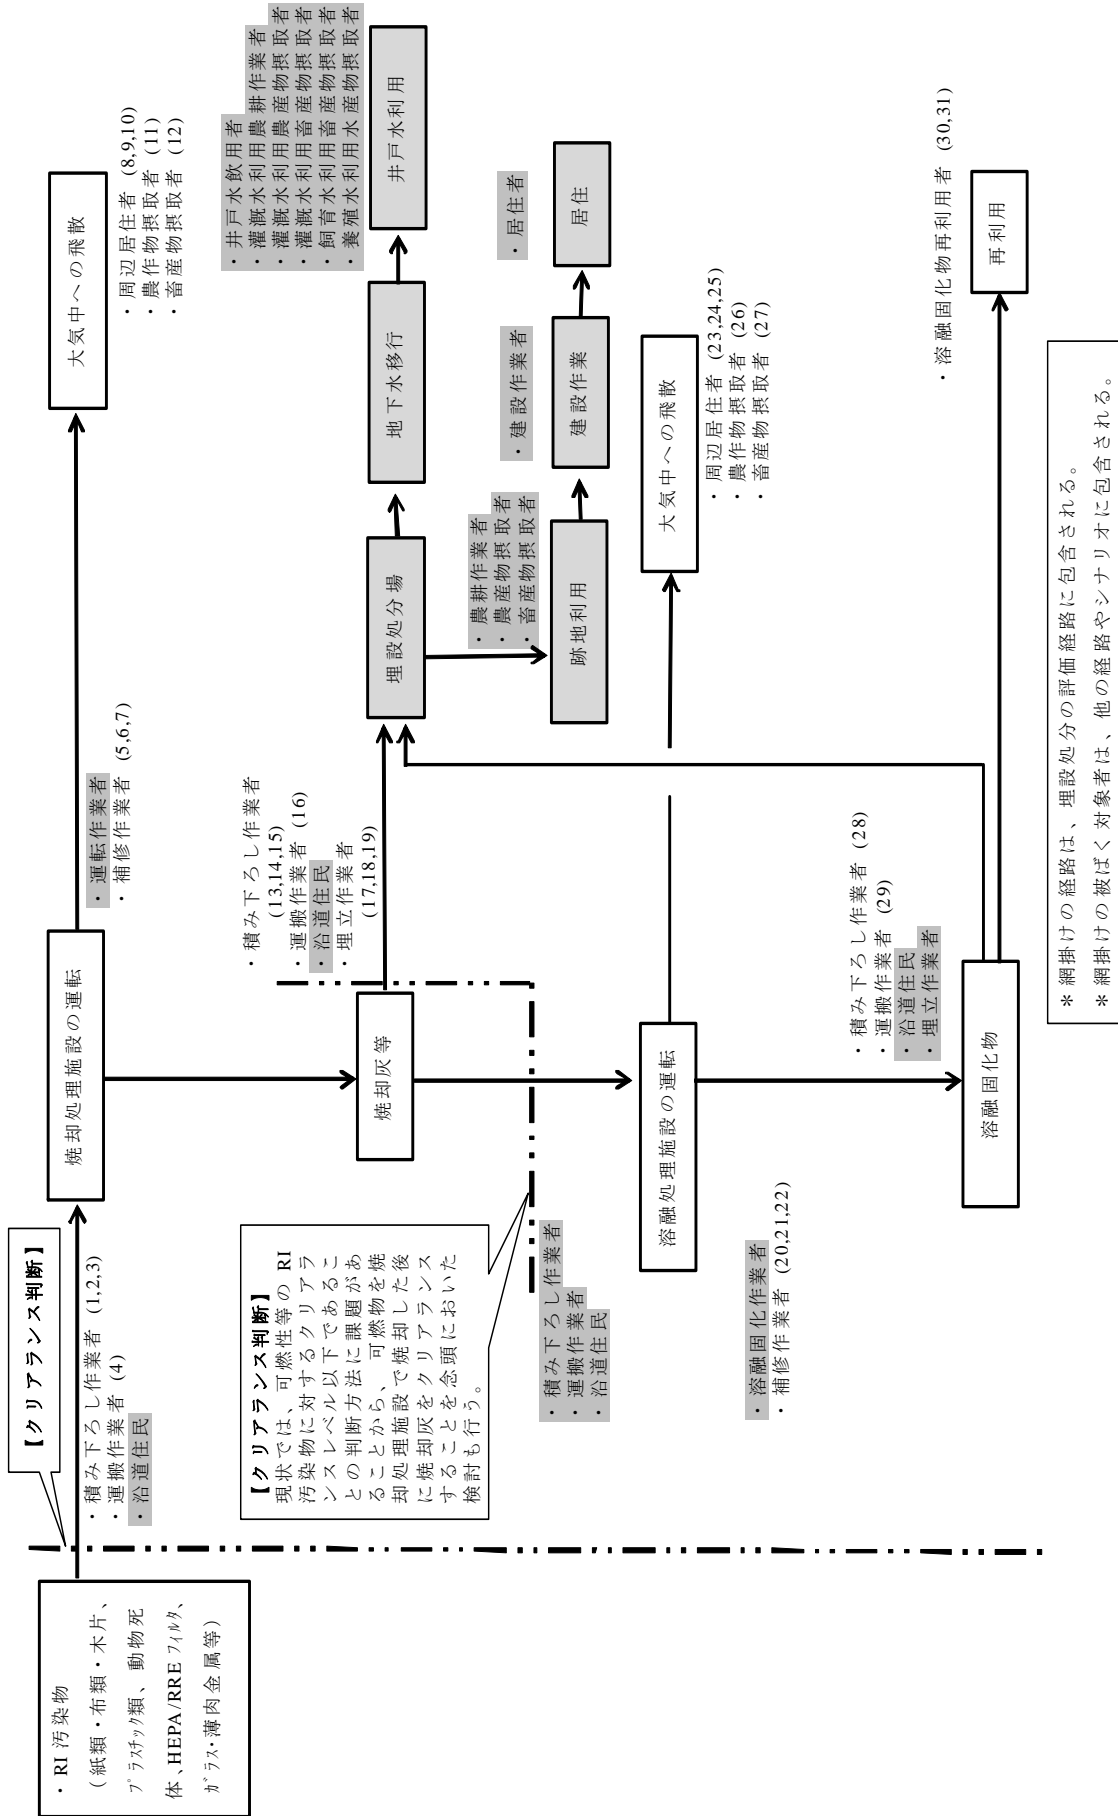 ・RI 汚染物
（紙類・布類・木片、
プラスチック類、動物死
体、HEPA/RRE フィルタ、
ガラス・薄肉金属等）
【クリアランス判断】
・積み下ろし作業者 (1,2,3)
・運搬作業者 (4)
・沿道住民
焼却処理施設の運転
・運転作業者
・補修作業者 (5,6,7)
大気中への飛散
・周辺居住者 (8,9,10)
・農作物摂取者 (11)
・畜産物摂取者 (12)
【クリアランス判断】
現状では、可燃性等の RI
汚染物に対するクリアラ
ンスレベル以下であるこ
との判断方法に課題があ
ることから、可燃物を焼
却処理施設で焼却した後
に焼却灰をクリアランス
することを念頭においた
検討も行う。
焼却灰等
・積み下ろし作業者
(13,14,15)
・運搬作業者 (16)
・沿道住民
・埋立作業者
(17,18,19)
埋設処分場
地下水移行
・井戸水飲用者
・灌漑水利用農耕作業者
・灌漑水利用農産物摂取者
・灌漑水利用畜産物摂取者
・飼育水利用畜産物摂取者
・養殖水利用水産物摂取者
井戸水利用
・農耕作業者
・農産物摂取者
・畜産物摂取者
跡地利用
・建設作業者
建設作業
・居住者
居住
・積み下ろし作業者
・運搬作業者
・沿道住民
溶融処理施設の運転
・溶融固化作業者
・補修作業者 (20,21,22)
大気中への飛散
・周辺居住者 (23,24,25)
・農作物摂取者 (26)
・畜産物摂取者 (27)
・積み下ろし作業者 (28)
・運搬作業者 (29)
・沿道住民
・埋立作業者
溶融固化物
・溶融固化物再利用者 (30,31)
再利用
＊網掛けの経路は、埋設処分の評価経路に包含される。
＊網掛けの被ばく対象者は、他の経路やシナリオに包含される。